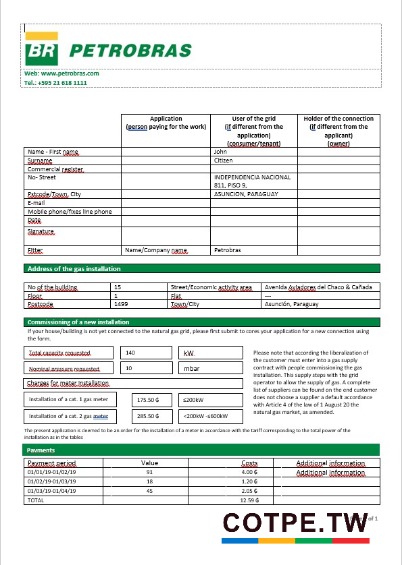 BR PETROBRAS
Web: www.petrobras.com
Tel.: +595 21 618 1111
Application (person paying for the work) User of the grid (if different from the application) (consumer/tenant) Holder of the connection (if different from the applicant) (owner)
Name - First name John
Surname Citizen
Commercial register
No- Street INDEPENDENCIA NACIONAL 811, PISO 9,
Postcode/Town, City ASUNCION, PARAGUAY
E-mail
Mobile phone/fixes line phone
Date
Signature
Fitter Name/Company name Petrobras
Address of the gas installation
No of the building 15 Street/Economic activity area Avenida Aviadores del Chaco & Cañada
Floor 1 Flat ---
Postcode 1499 Town/City Asunción, Paraguay
Commissioning of a new installation
If your house/building is not yet connected to the natural gas grid, please first submit to cores your application for a new connection using
the form.
Total capacity requested 140 kW
Nominal pressure requested 10 mbar
Charges for meter installation
Installation of a cat. 1 gas meter 175.50 ₲ ≤200kW
Installation of a cat. 2 gas meter 285.50 ₲ <200kW -≤600kW
Please note that according the liberalization of
the customer must enter into a gas supply
contract with people commissioning the gas
installation. This supply steps with the grid
operator to allow the supply of gas. A complete
list of suppliers can be found on the end customer
does not choose a supplier a default accordance
with Article 4 of the law of 1 August 20 the
natural gas market, as amended.
The present application is deemed to be an order for the installation of a meter in accordance with the tariff corresponding to the total power of the
installation as in the tables
Payments
Payment period Value Costs Additional information
01/01/19-01/02/19 91 4.00 ₲ Additional information
01/02/19-01/03/19 18 1.20 ₲
01/03/19-01/04/19 45 2.05 ₲
TOTAL 12.59 ₲
of 1
COTPE.TW